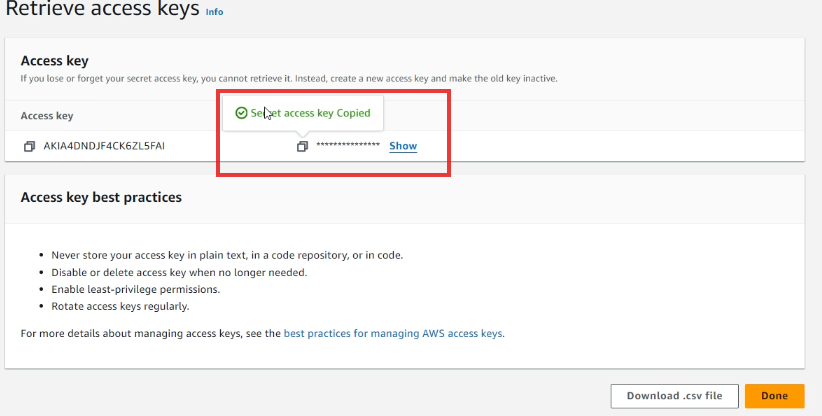 Retrieve access keys Info
Access key
If you lose or forget your secret access key, you cannot retrieve it. Instead, create a new access key and make the old key inactive.
Access key
Secret access key Copied
AKIA4DNDJF4CK6ZL5FAI
*************** Show
Access key best practices
• Never store your access key in plain text, in a code repository, or in code.
• Disable or delete access key when no longer needed.
• Enable least-privilege permissions.
• Rotate access keys regularly.
For more details about managing access keys, see the best practices for managing AWS access keys.
Download .csv file
Done